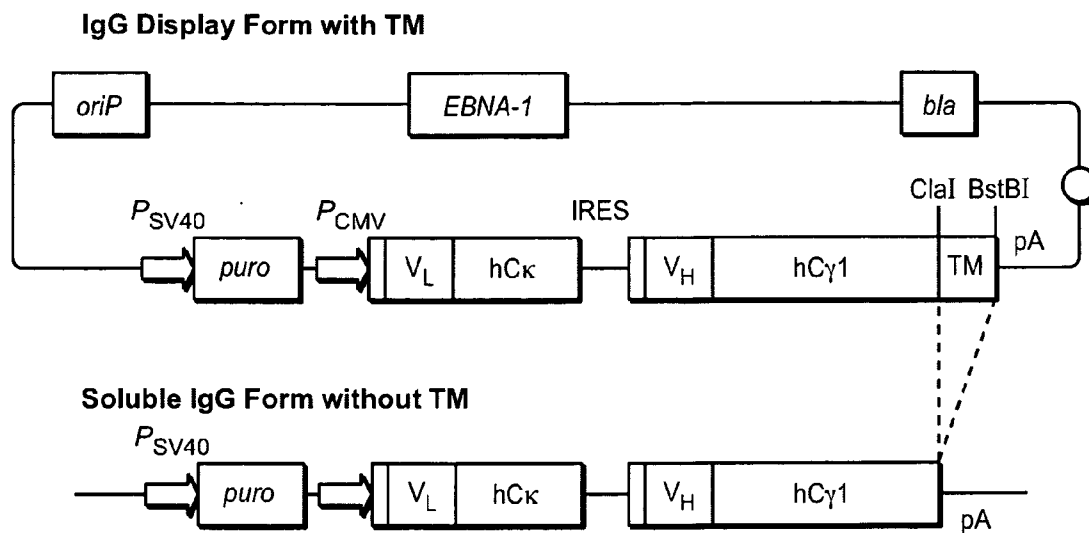 IgG Display Form with TM
oriP EBNA-1 bla
ClaI BstBI
PSV40 PCMV IRES pA
puro VL hCκ VH hCγ1 TM
Soluble IgG Form without TM
PSV40
puro VL hCκ VH hCγ1
pA